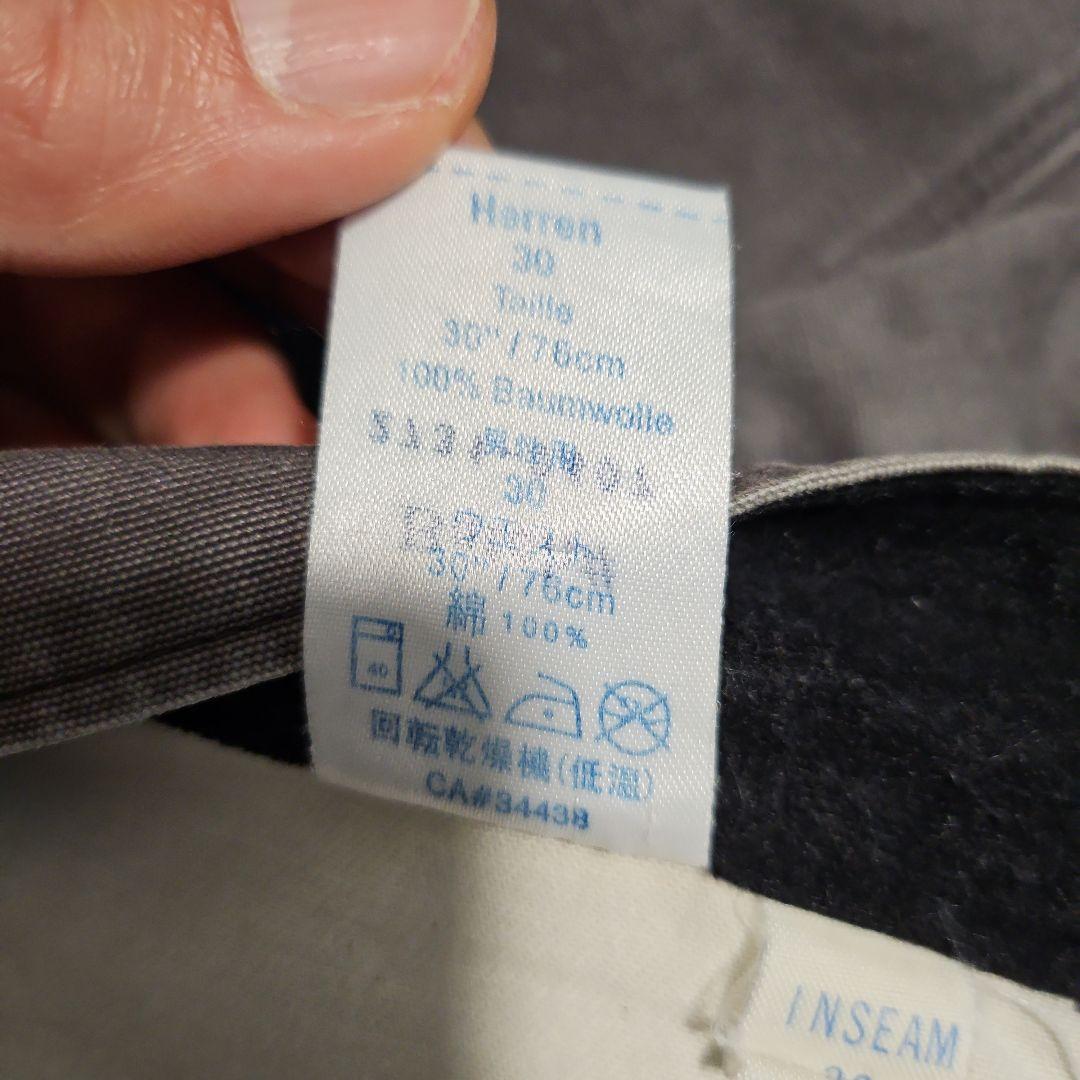 Herren
30
Taille
30"/76cm
100% Baumwolle
30
30"/76cm
綿 100%
40
回転乾燥機(低温)
CA#34438
INSEAM